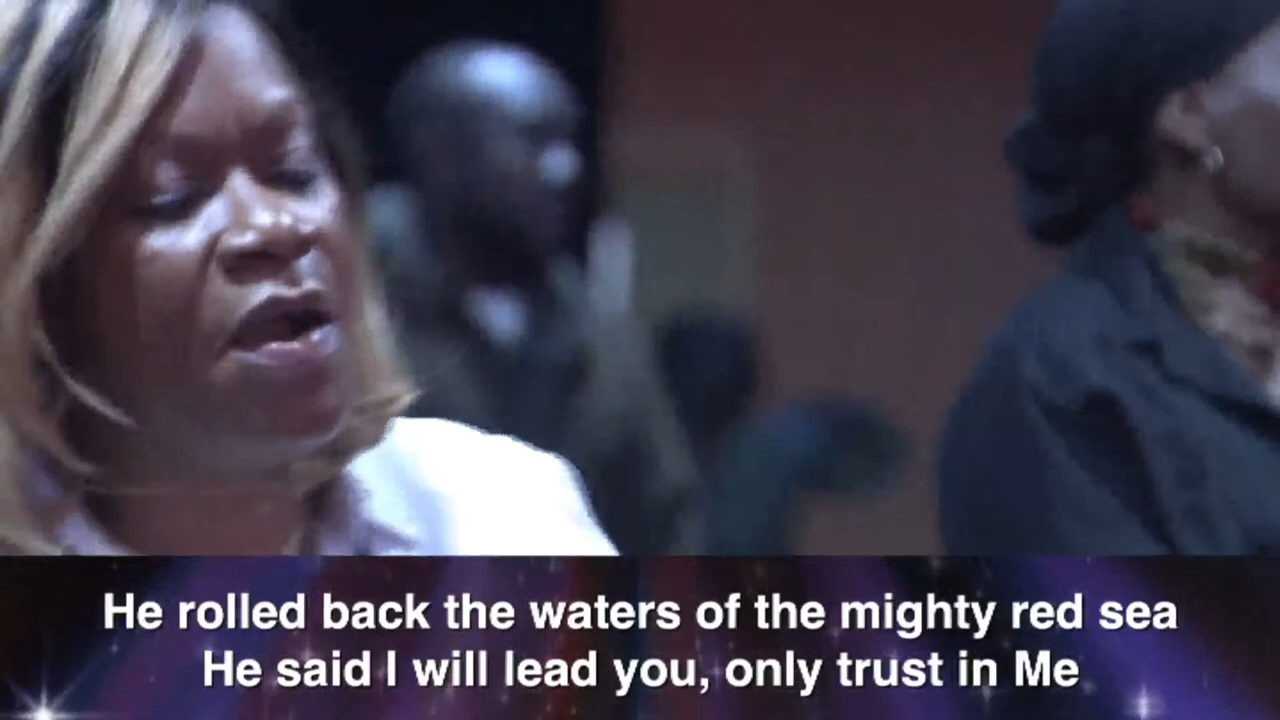 He rolled back the waters of the mighty red sea
He said I will lead you, only trust in Me